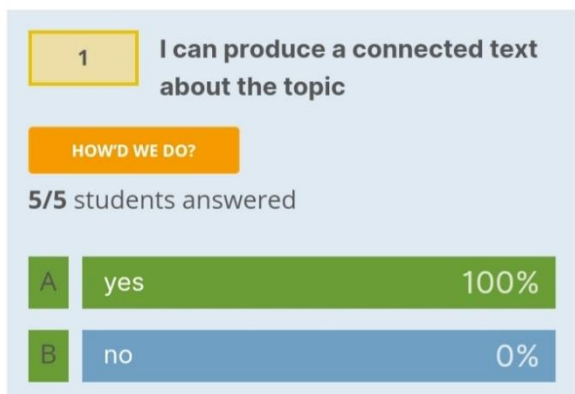 1
I can produce a connected text
about the topic
HOW'D WE DO?
5/5 students answered
A yes 100%
B no 0%